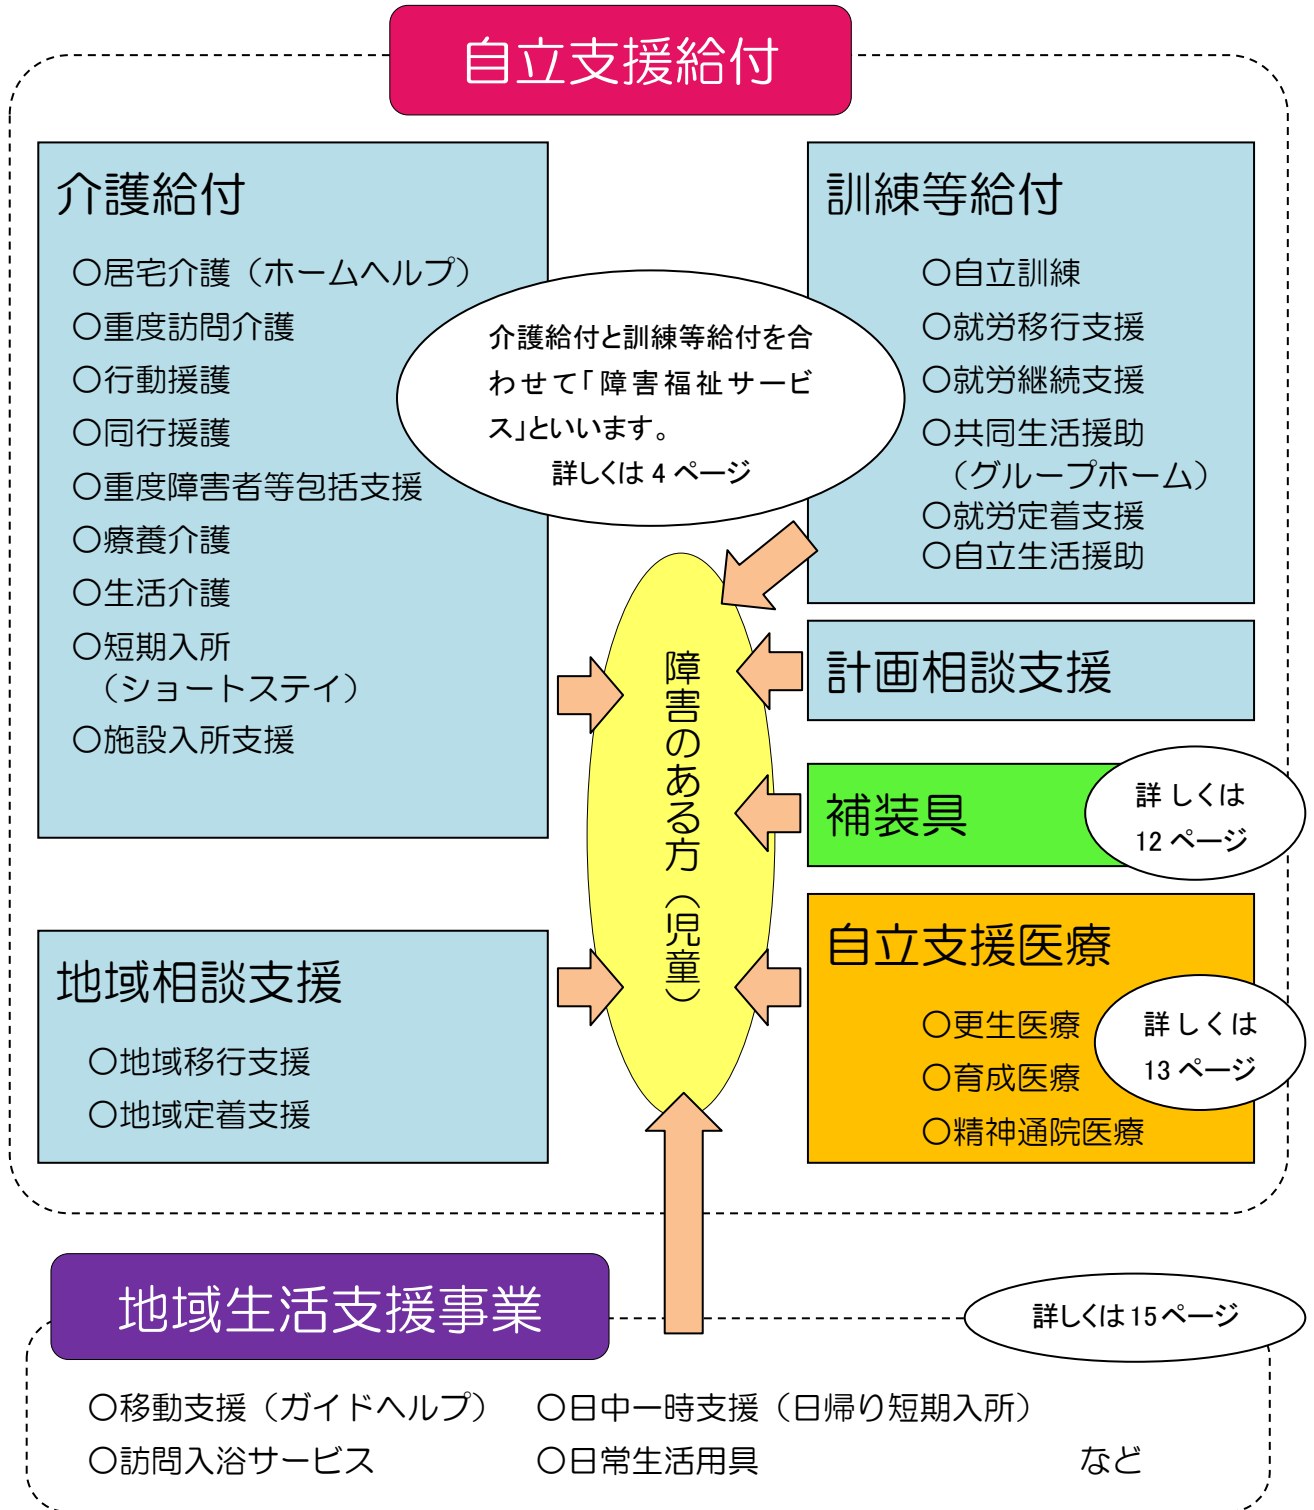 自立支援給付
介護給付
○居宅介護（ホームヘルプ）
○重度訪問介護
○行動援護
○同行援護
○重度障害者等包括支援
○療養介護
○生活介護
○短期入所
（ショートステイ）
○施設入所支援
介護給付と訓練等給付を合
わせて「障害福祉サービ
ス」といいます。
詳しくは 4 ページ
訓練等給付
○自立訓練
○就労移行支援
○就労継続支援
○共同生活援助
（グループホーム）
○就労定着支援
○自立生活援助
計画相談支援
補装具
詳しくは
12 ページ
自立支援医療
○更生医療
○育成医療
○精神通院医療
詳しくは
13 ページ
障害のある方（児童）
地域相談支援
○地域移行支援
○地域定着支援
地域生活支援事業
詳しくは 15 ページ
○移動支援（ガイドヘルプ）　○日中一時支援（日帰り短期入所）
○訪問入浴サービス　○日常生活用具　など